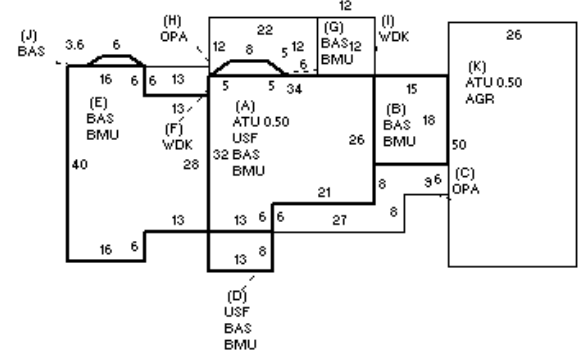 12
(H)
OPA
22
(I)
WDK
(J)
BAS
3.6
6
12
8
5
12
(G)
BAS
BMU
6
26
16
6
6
13
5
5
34
15
(K)
ATU 0.50
AGR
(E)
BAS
BMU
13
(F)
WDK
(A)
ATU 0.50
USF
BAS
BMU
(B)
BAS
BMU
18
40
28
32
26
50
8
9
6
(C)
OPA
21
13
13
6
6
27
8
16
6
13
8
(D)
USF
BAS
BMU